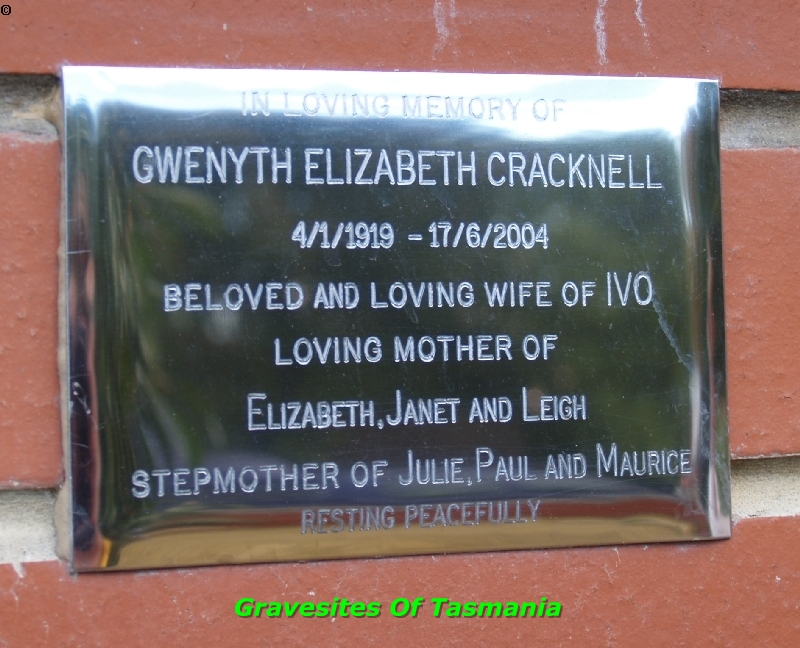 ©
IN LOVING MEMORY OF
GWENYTH ELIZABETH CRACKNELL
4/1/1919 – 17/6/2004
BELOVED AND LOVING WIFE OF IVO
LOVING MOTHER OF
ELIZABETH, JANET AND LEIGH
STEPMOTHER OF JULIE, PAUL AND MAURICE
RESTING PEACEFULLY
Gravesites Of Tasmania